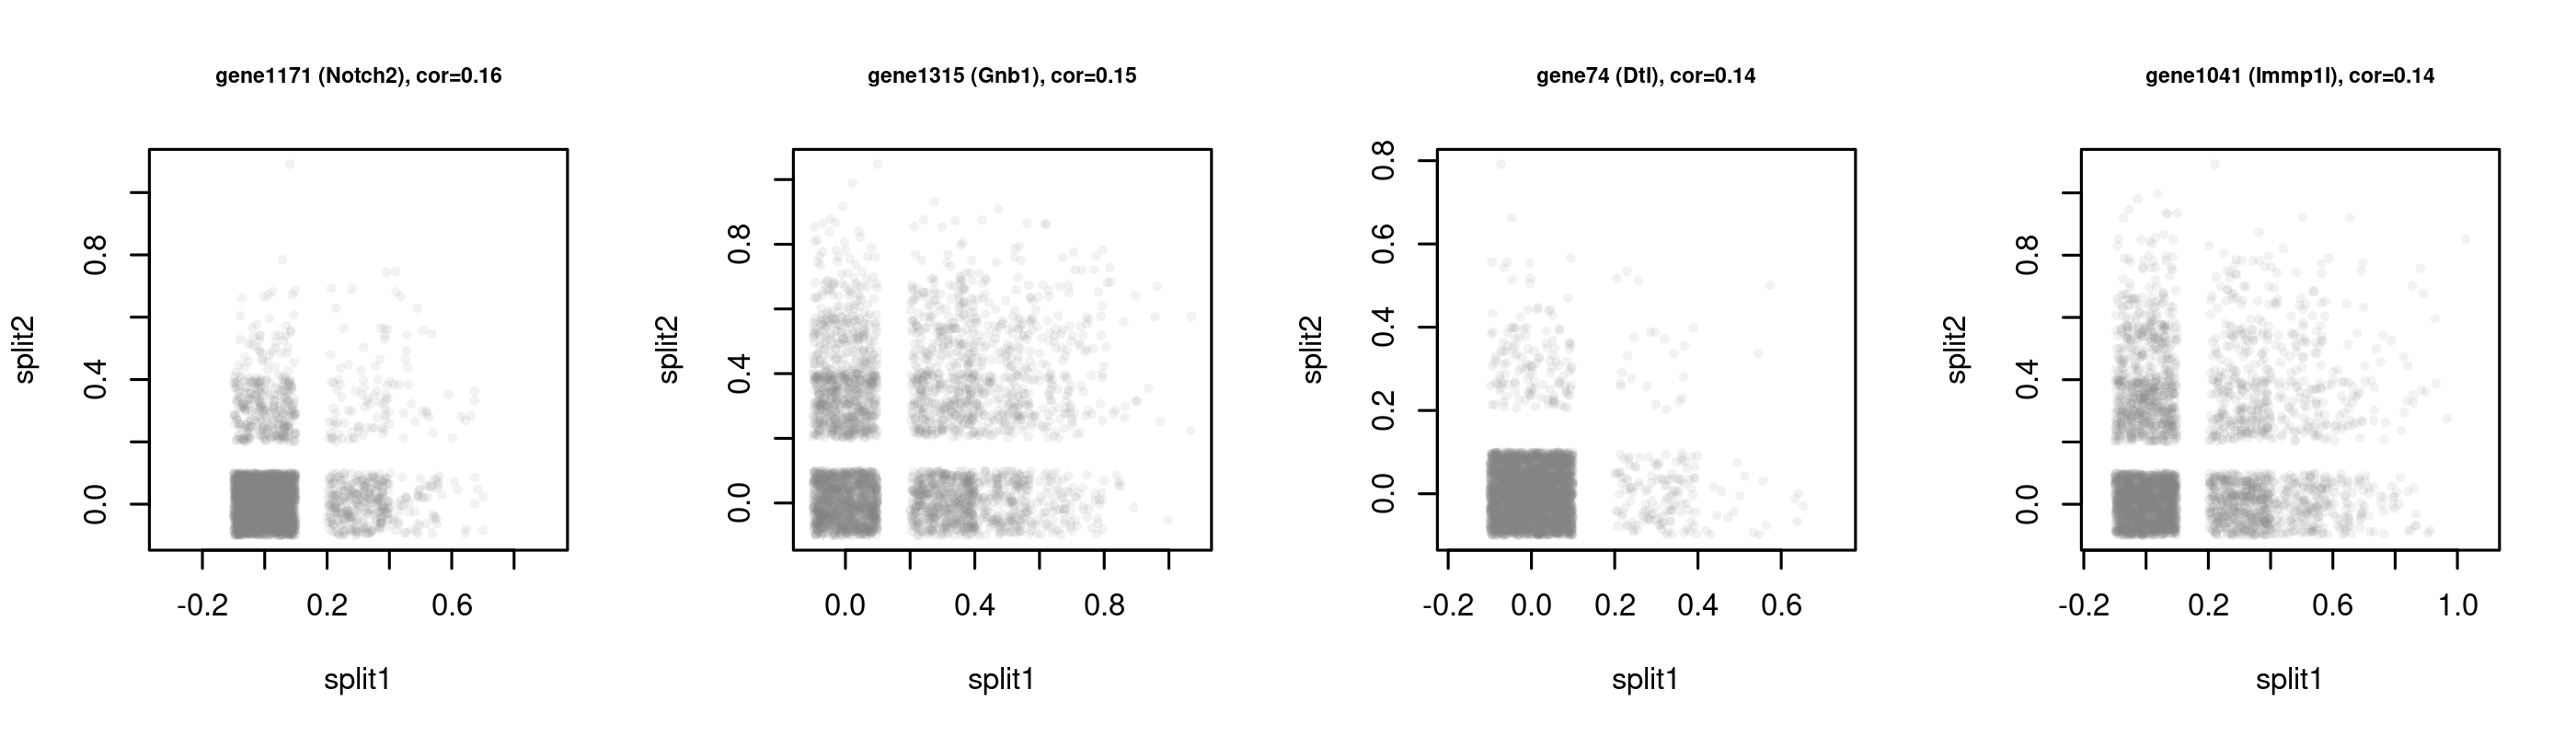 gene1171 (Notch2), cor=0.16
0.8
0.4
0.0
split2
-0.2 0.2 0.6
split1
gene1315 (Gnb1), cor=0.15
0.8
0.4
0.0
split2
0.0 0.4 0.8
split1
gene74 (Dtl), cor=0.14
0.8
0.6
0.4
0.2
0.0
split2
-0.2 0.0 0.2 0.4 0.6
split1
gene1041 (Immp1l), cor=0.14
0.8
0.4
0.0
split2
-0.2 0.2 0.6 1.0
split1